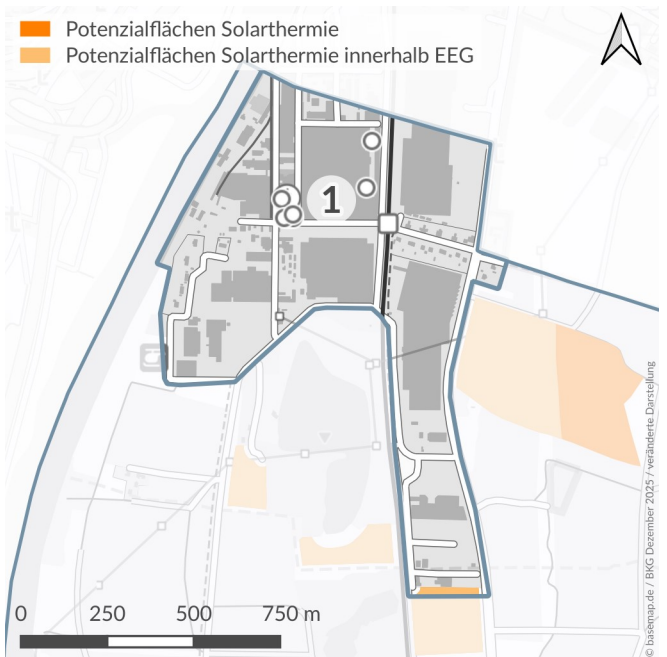 Potenzialflächen Solarthermie
Potenzialflächen Solarthermie innerhalb EEG
1
0 250 500 750 m
© basemap.de / BKG Dezember 2025 / veränderte Darstellung